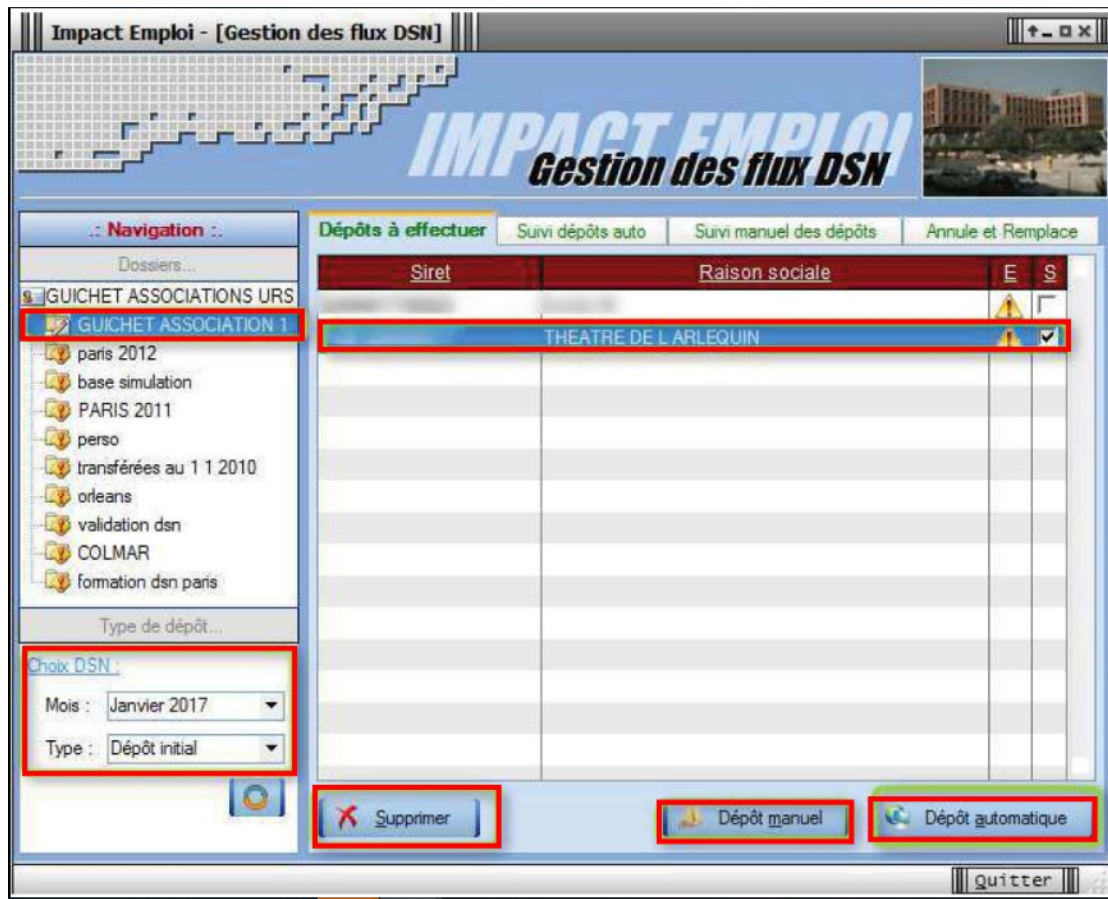 Impact Emploi - [Gestion des flux DSN]
IMPACT EMPLOI
Gestion des flux DSN
.: Navigation :.
Dossiers...
GUICHET ASSOCIATIONS URS
GUICHET ASSOCIATION 1
paris 2012
base simulation
PARIS 2011
perso
transférées au 1 1 2010
orleans
validation dsn
COLMAR
formation dsn paris
Type de dépôt...
Choix DSN :
Mois : Janvier 2017
Type : Dépôt initial
Dépôts à effectuer Suivi dépôts auto Suivi manuel des dépôts Annule et Remplace
Siret Raison sociale E S
THEATRE DE L ARLEQUIN
Supprimer Dépôt manuel Dépôt automatique
Quitter